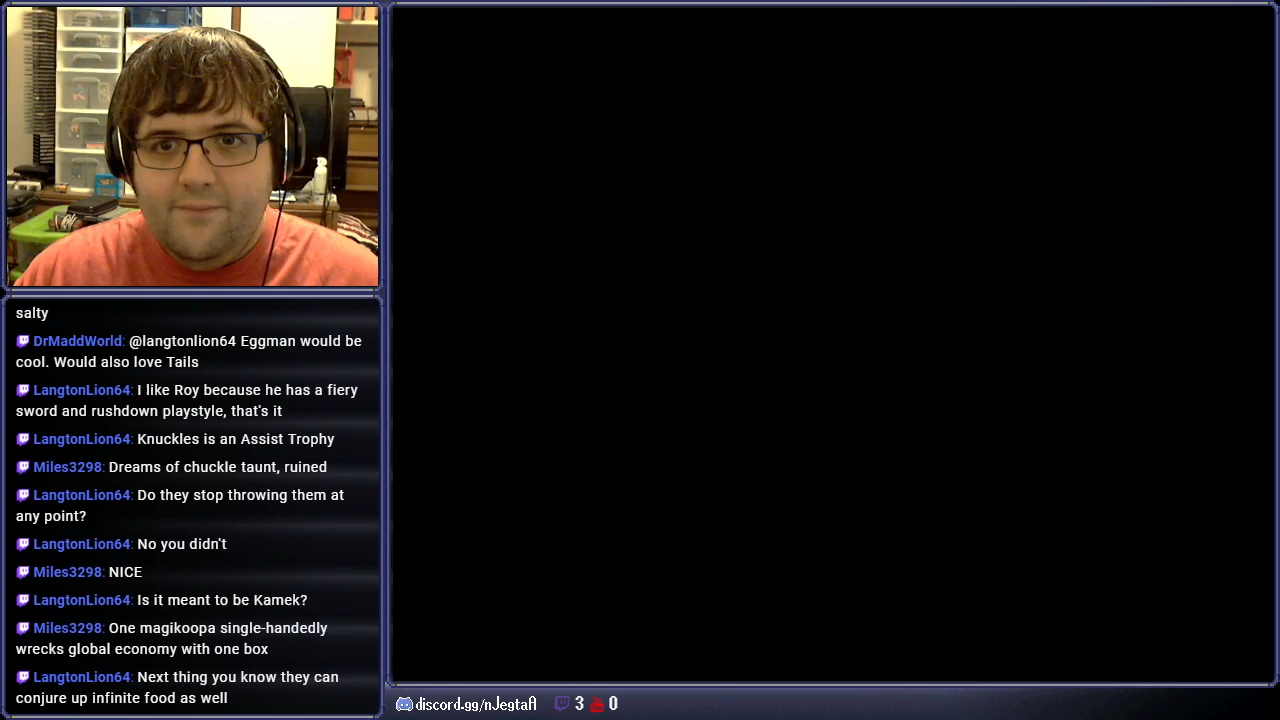 salty
DrMaddWorld: @langtonlion64 Eggman would be
cool. Would also love Tails
LangtonLion64: I like Roy because he has a fiery
sword and rushdown playstyle, that's it
LangtonLion64: Knuckles is an Assist Trophy
Miles3298: Dreams of chuckle taunt, ruined
LangtonLion64: Do they stop throwing them at
any point?
LangtonLion64: No you didn't
Miles3298: NICE
LangtonLion64: Is it meant to be Kamek?
Miles3298: One magikoopa single-handedly
wrecks global economy with one box
LangtonLion64: Next thing you know they can
conjure up infinite food as well
3 0